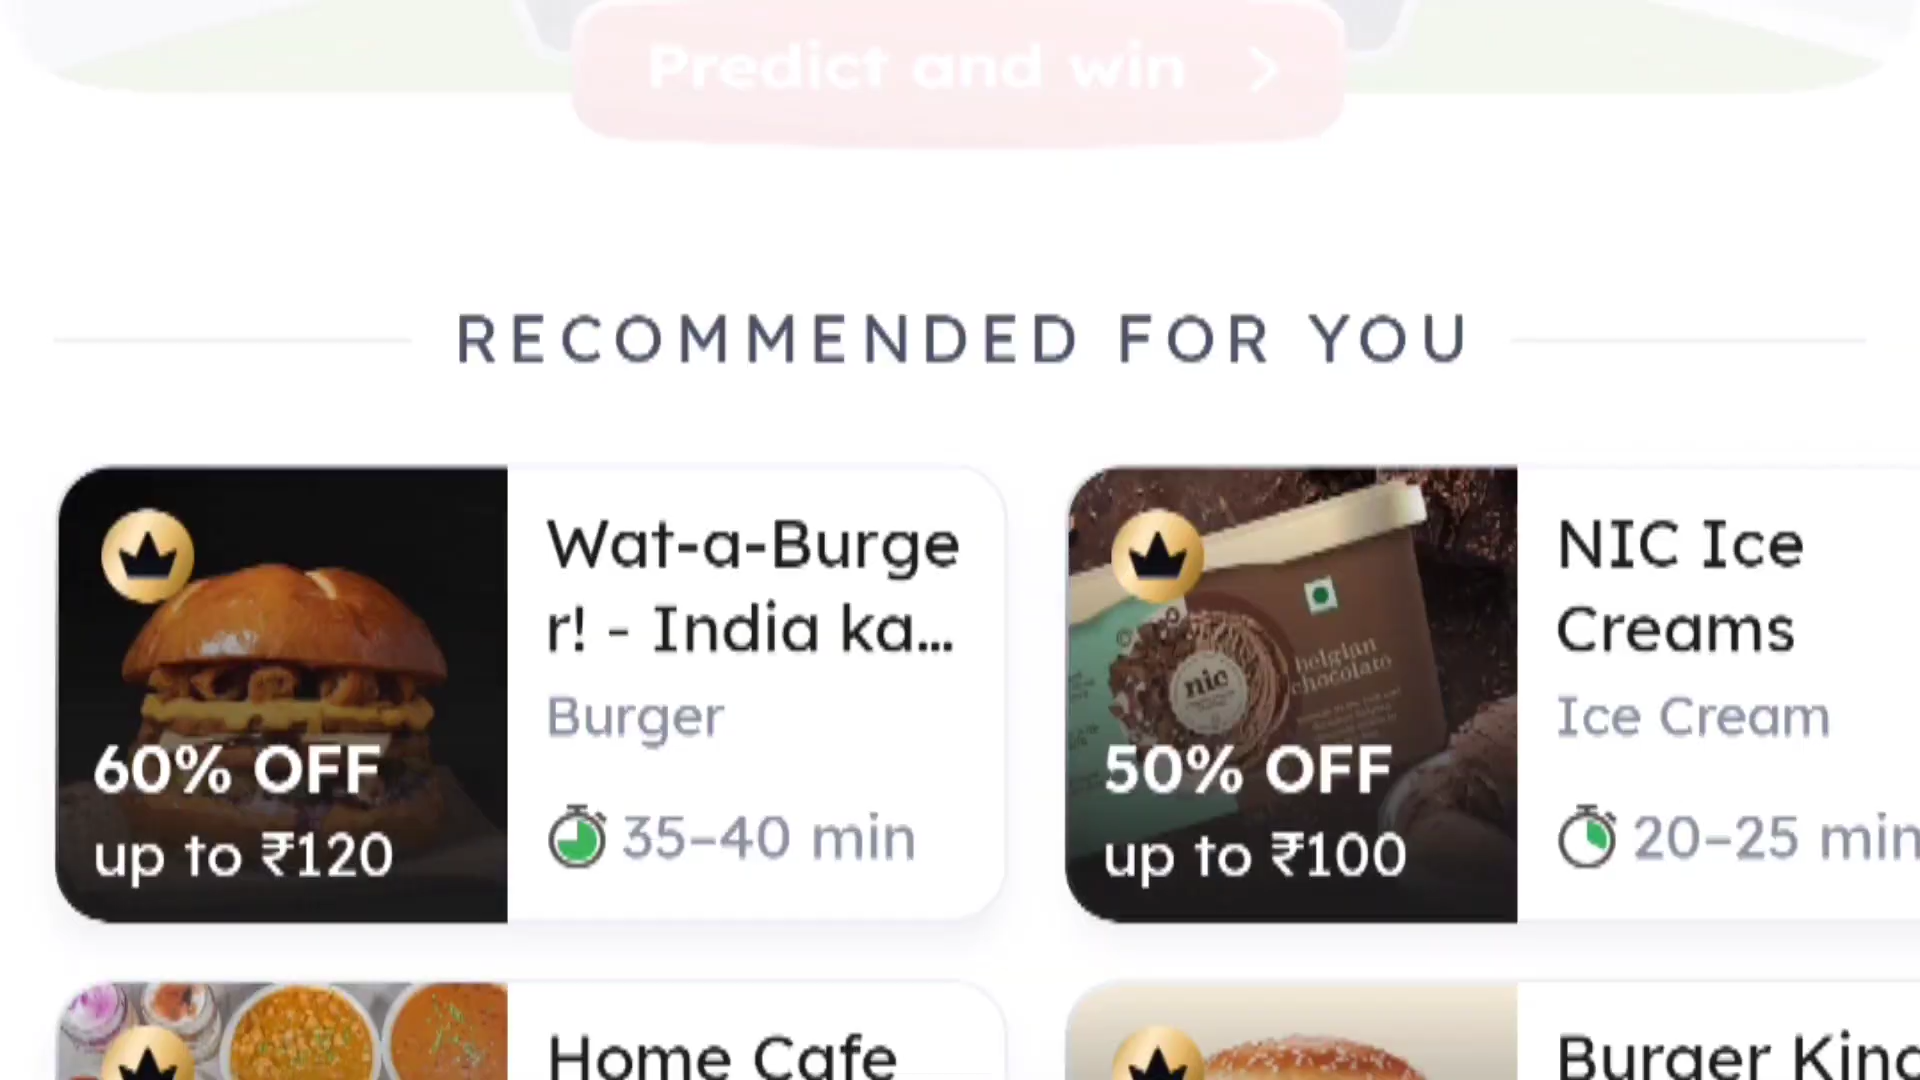 Predict and win
RECOMMENDED FOR YOU
Wat-a-Burge
r! - India ka...
Burger
60% OFF
up to ₹120
35–40 min
NIC Ice
Creams
Ice Cream
nic
belgian
chocolate
50% OFF
up to ₹100
20–25 min
Home Cafe
Burger King